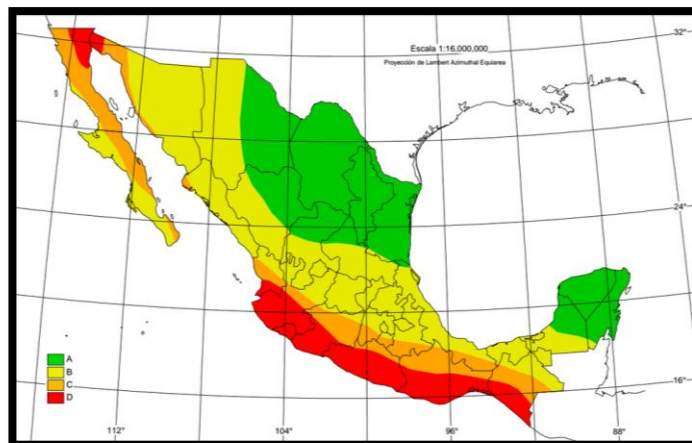 32°
Escala 1:16,000,000
Proyección de Lambert Azimuthal Equiarea
24°
A
B
C
D
16°
112° 104° 96° 88°